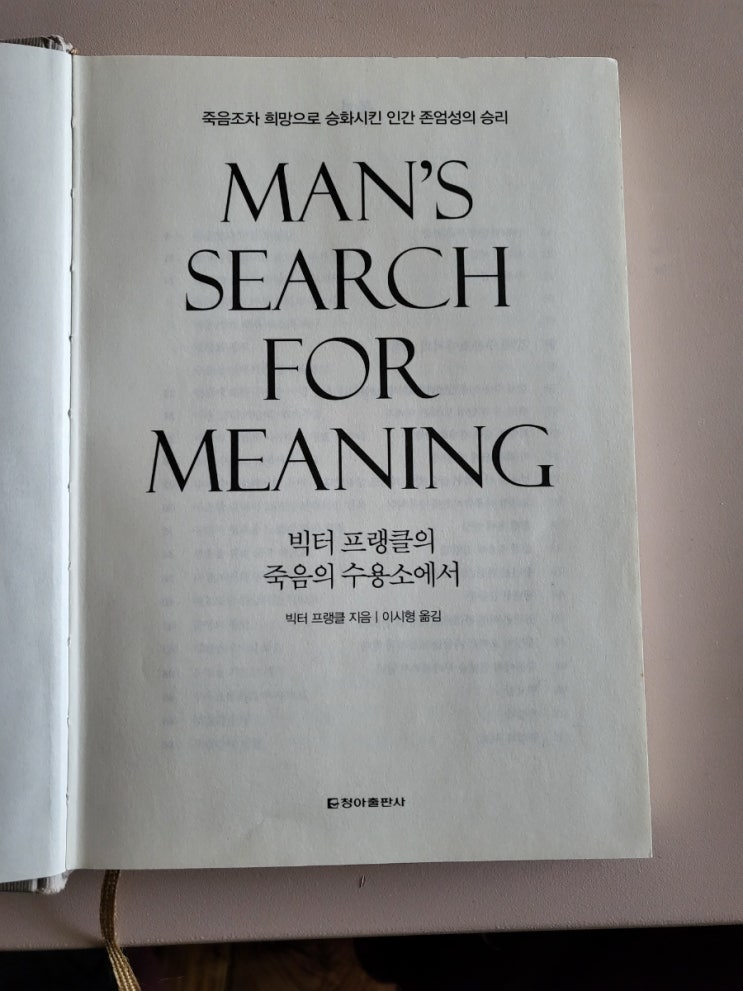 죽음조차 희망으로 승화시킨 인간 존엄성의 승리
MAN'S
SEARCH
FOR
MEANING
빅터 프랭클의
죽음의 수용소에서
빅터 프랭클 지음 | 이시형 옮김
청아출판사